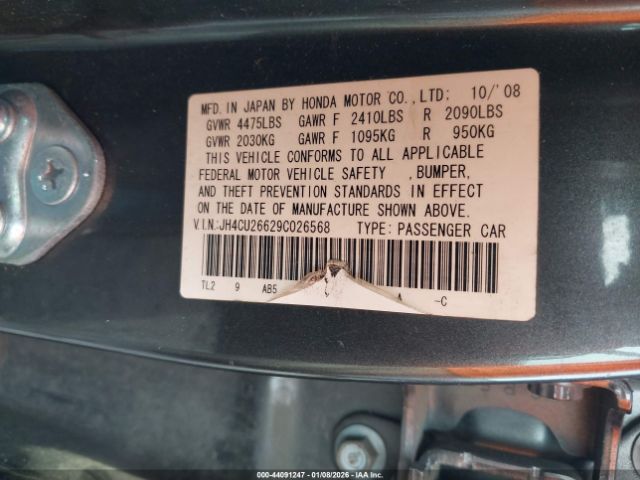 MFD. IN JAPAN BY HONDA MOTOR CO.,LTD: 10/'08
GVWR 4475LBS GAWR F 2410LBS R 2090LBS
GVWR 2030KG GAWR F 1095KG R 950KG
THIS VEHICLE CONFORMS TO ALL APPLICABLE
FEDERAL MOTOR VEHICLE SAFETY ,BUMPER,
AND THEFT PREVENTION STANDARDS IN EFFECT
ON THE DATE OF MANUFACTURE SHOWN ABOVE.
V.I.N:JH4CU26629C026568 TYPE: PASSENGER CAR
TL2 9 AB5 A -C
000-44091247 | 01/08/2026 - IAA Inc.